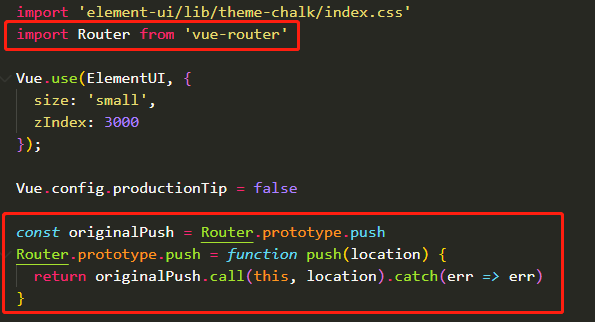 import 'element-ui/lib/theme-chalk/index.css'
import Router from 'vue-router'
Vue.use(ElementUI, {
size: 'small',
zIndex: 3000
});
Vue.config.productionTip = false
const originalPush = Router.prototype.push
Router.prototype.push = function push(location) {
return originalPush.call(this, location).catch(err => err)
}